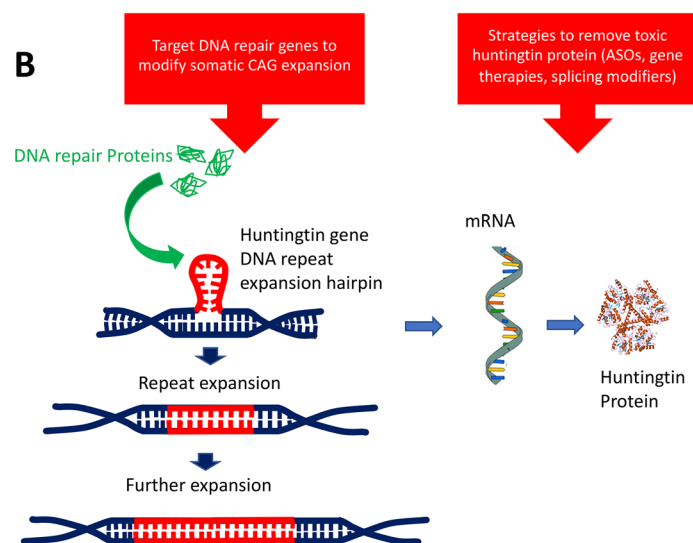 B
Target DNA repair genes to
modify somatic CAG expansion
Strategies to remove toxic
huntingtin protein (ASOs, gene
therapies, splicing modifiers)
DNA repair Proteins
Huntingtin gene
DNA repeat
expansion hairpin
mRNA
Huntingtin
Protein
Repeat expansion
Further expansion